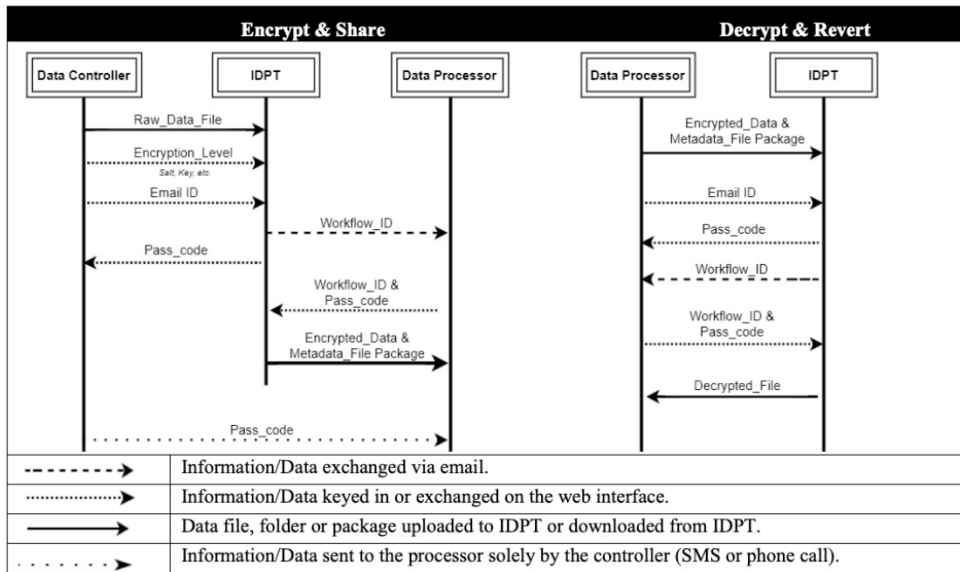 Encrypt & Share
Decrypt & Revert
Data Controller
IDPT
Data Processor
Data Processor
IDPT
Raw_Data_File
Encryption_Level
Salt, Key, etc.
Email ID
Workflow_ID
Pass_code
Workflow_ID &
Pass_code
Encrypted_Data &
Metadata_File Package
Pass_code
Encrypted_Data &
Metadata_File Package
Email ID
Pass_code
Workflow_ID
Workflow_ID &
Pass_code
Decrypted_File
Information/Data exchanged via email.
Information/Data keyed in or exchanged on the web interface.
Data file, folder or package uploaded to IDPT or downloaded from IDPT.
Information/Data sent to the processor solely by the controller (SMS or phone call).